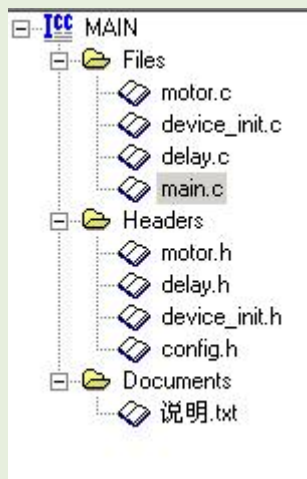 ICC MAIN
Files
motor.c
device_init.c
delay.c
main.c
Headers
motor.h
delay.h
device_init.h
config.h
Documents
说明.txt